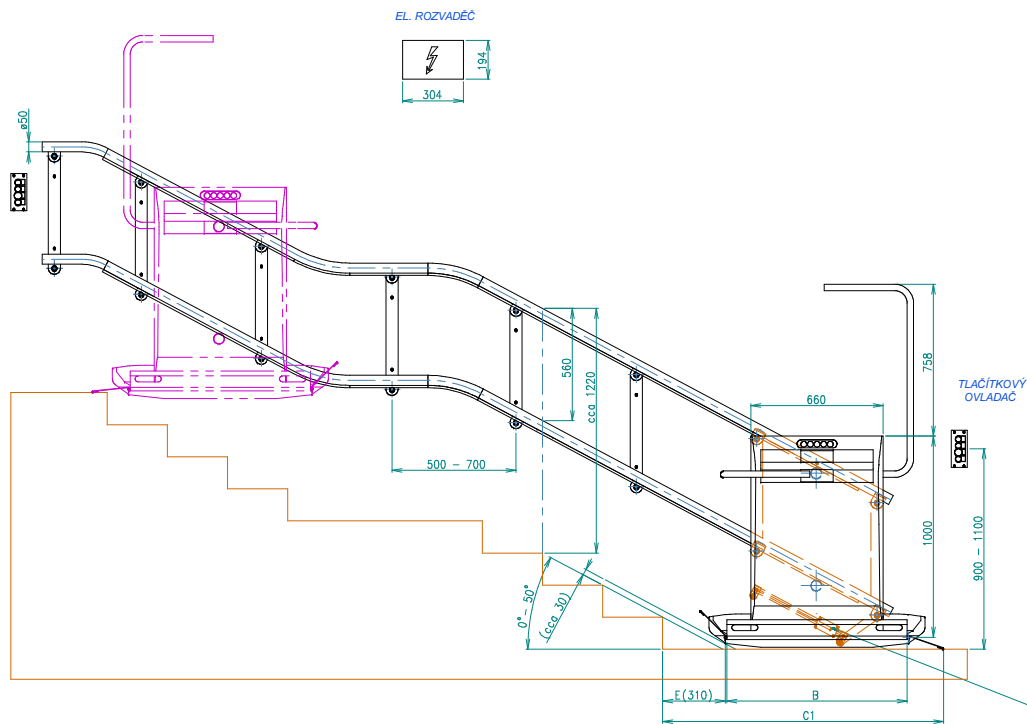 EL. ROZVADĚČ
194
304
ø50
758
560
cca 1220
660
TLAČÍTKOVÝ
OVLADAČ
500 - 700
1000
900 - 1100
0°- 50°
(cca 30)
E(310)
B
C1